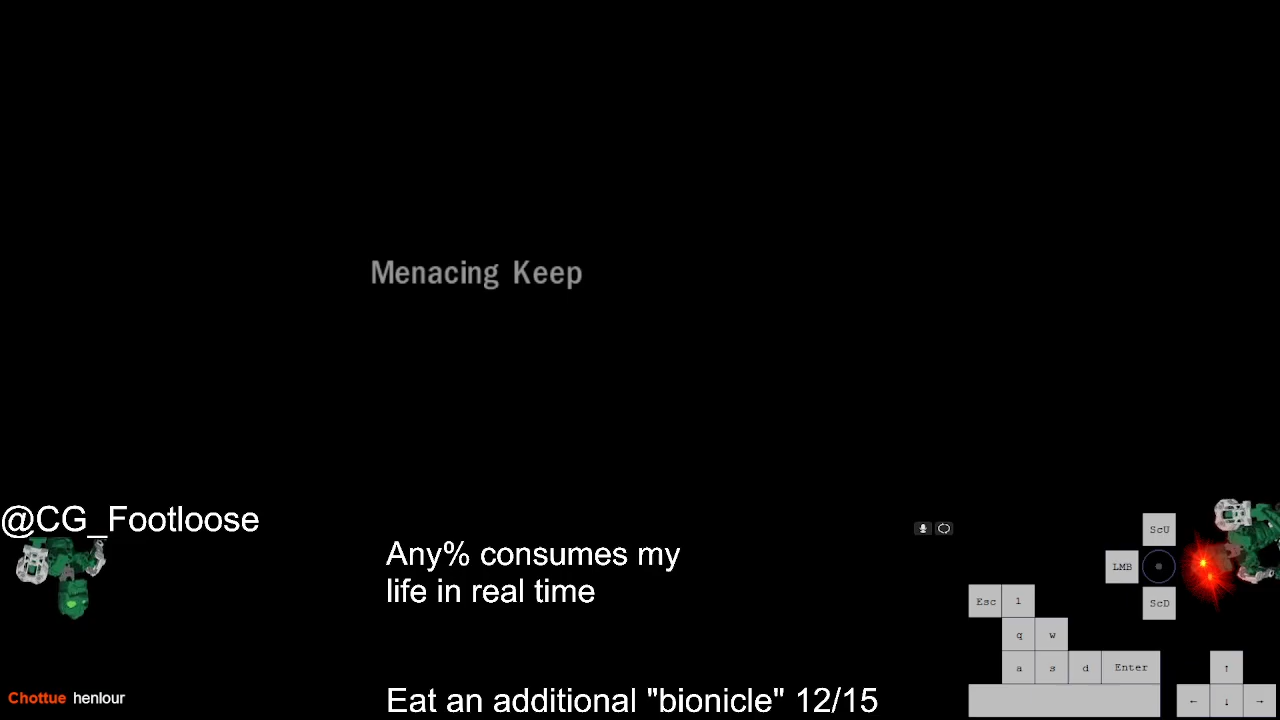 Menacing Keep
@CG_Footloose
Any% consumes my
life in real time
ScU
LMB
ScD
Esc 1
q w
a s d Enter
↑
← ↓ →
Chottue henlour
Eat an additional "bionicle" 12/15